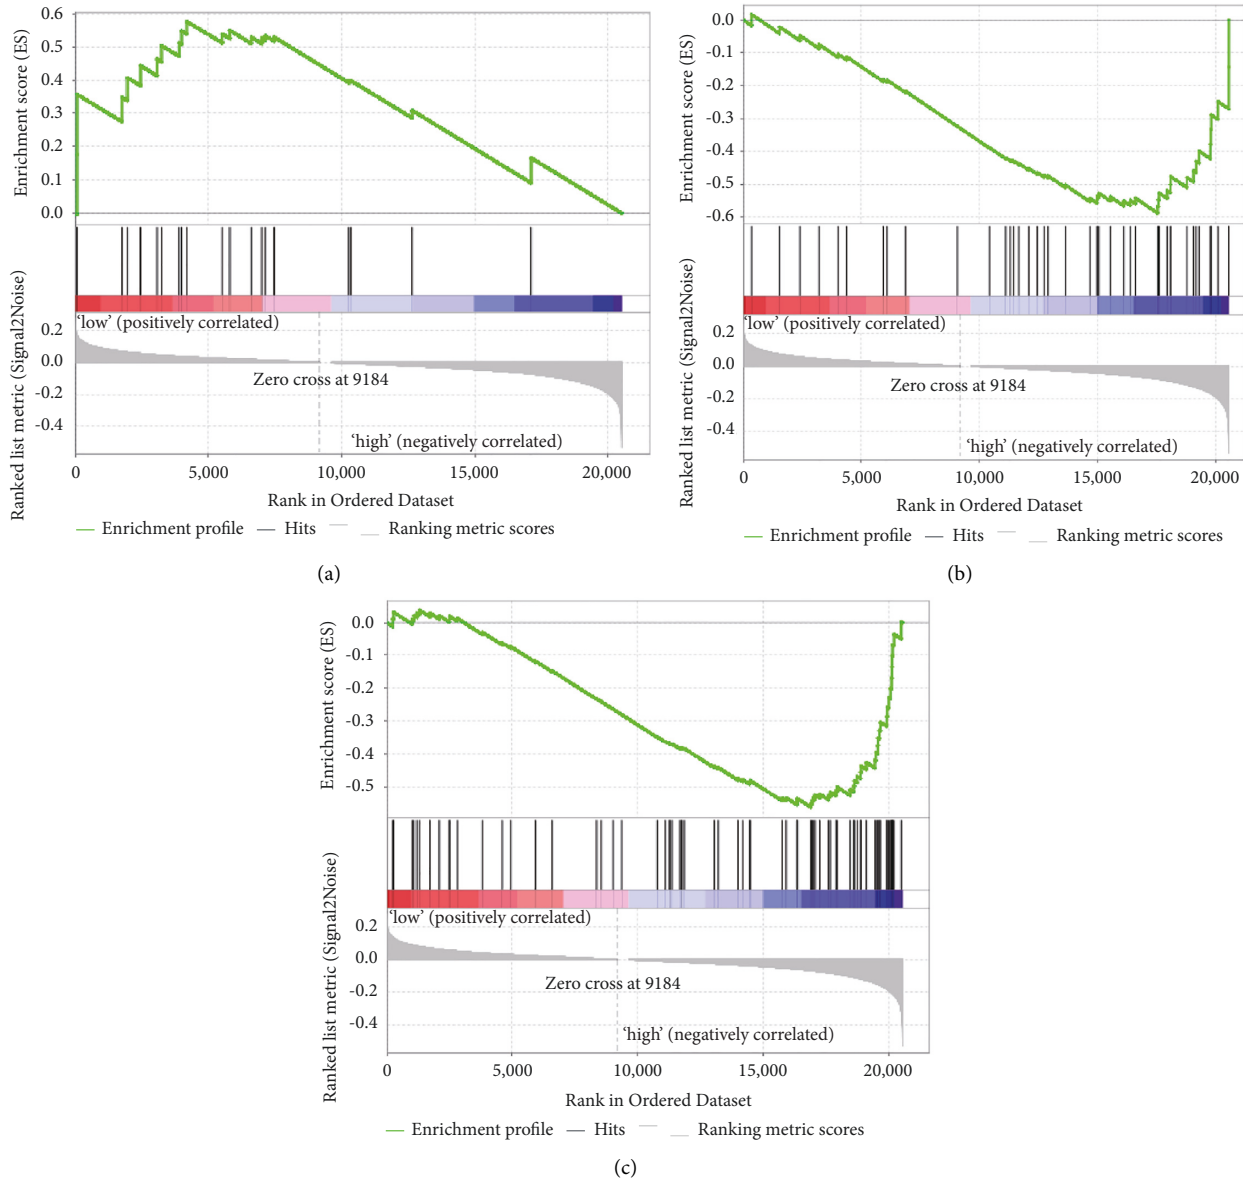 0.6
0.5
0.4
0.3
0.2
0.1
0.0
Enrichment score (ES)
'low' (positively correlated)
0.2
0.0
-0.2
-0.4
Ranked list metric (Signal2Noise)
Zero cross at 9184
'high' (negatively correlated)
0 5,000 10,000 15,000 20,000
Rank in Ordered Dataset
Enrichment profile Hits Ranking metric scores
(a)
0.0
-0.1
-0.2
-0.3
-0.4
-0.5
-0.6
Enrichment score (ES)
'low' (positively correlated)
0.2
0.0
-0.2
-0.4
Ranked list metric (Signal2Noise)
Zero cross at 9184
'high' (negatively correlated)
0 5,000 10,000 15,000 20,000
Rank in Ordered Dataset
Enrichment profile Hits Ranking metric scores
(b)
0.0
-0.1
-0.2
-0.3
-0.4
-0.5
Enrichment score (ES)
'low' (positively correlated)
0.2
0.0
-0.2
-0.4
Ranked list metric (Signal2Noise)
Zero cross at 9184
'high' (negatively correlated)
0 5,000 10,000 15,000 20,000
Rank in Ordered Dataset
Enrichment profile Hits Ranking metric scores
(c)